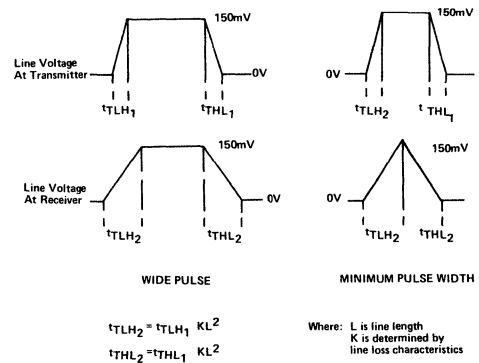 Line Voltage
At Transmitter
150mV
0V
tTLH1
tTHL1
150mV
0V
tTLH2
tTHL1
Line Voltage
At Receiver
150mV
0V
tTLH2
tTHL2
150mV
0V
tTLH2
tTHL2
WIDE PULSE
MINIMUM PULSE WIDTH
tTLH2 = tTLH1 KL2
tTHL2 = tTHL1 KL2
Where: L is line length
K is determined by
line loss characteristics